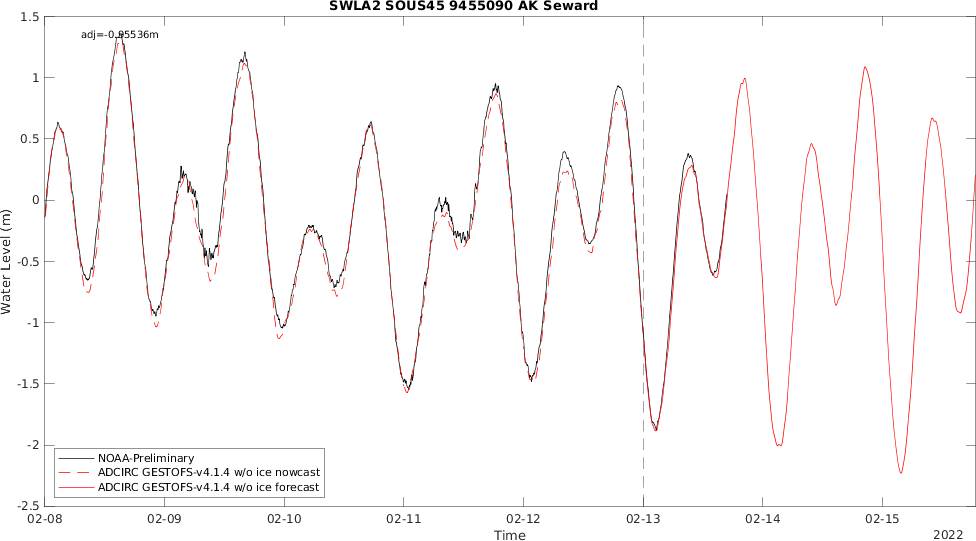 SWLA2 SOUS45 9455090 AK Seward
adj=-0.95536m
1.5
1
0.5
0
-0.5
-1
-1.5
-2
-2.5
Water Level (m)
NOAA-Preliminary
ADCIRC GESTOFS-v4.1.4 w/o ice nowcast
ADCIRC GESTOFS-v4.1.4 w/o ice forecast
02-08 02-09 02-10 02-11 02-12 02-13 02-14 02-15
Time
2022